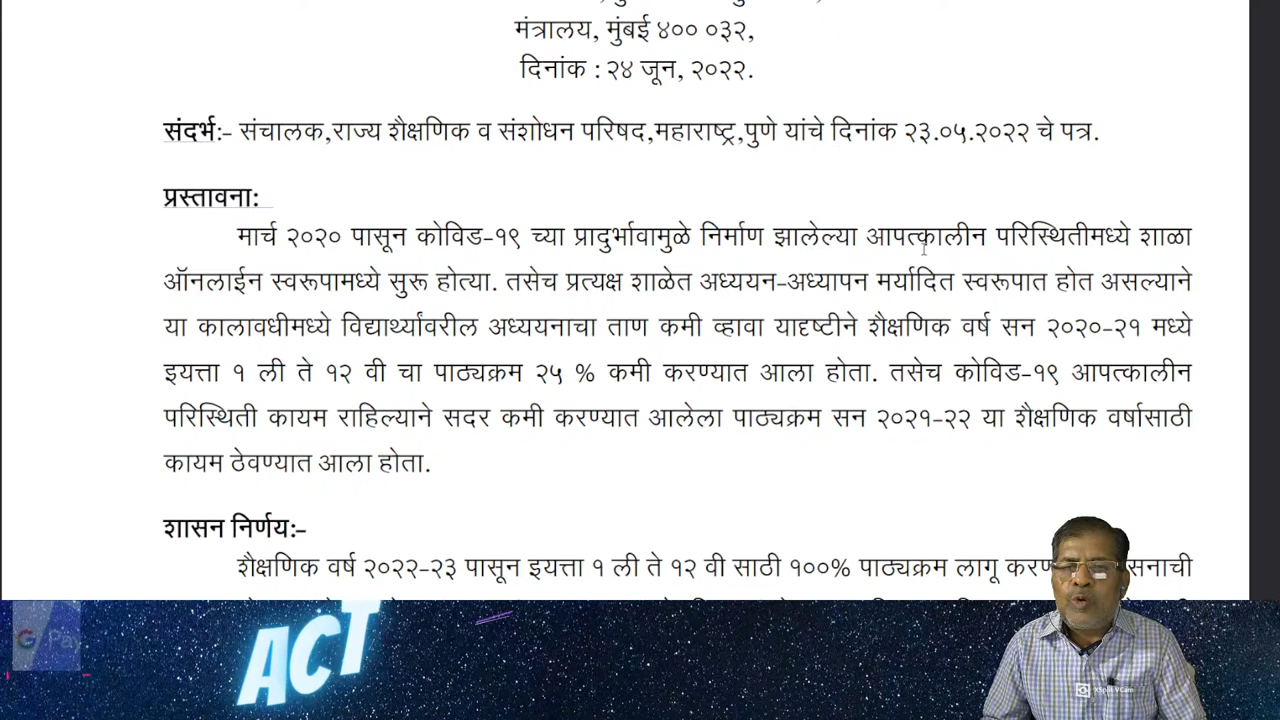 मंत्रालय, मुंबई ४०० ०३२,
दिनांक : २४ जून, २०२२.
संदर्भ:- संचालक,राज्य शैक्षणिक व संशोधन परिषद,महाराष्ट्र,पुणे यांचे दिनांक २३.०५.२०२२ चे पत्र.
प्रस्तावना:
मार्च २०२० पासून कोविड-१९ च्या प्रादुर्भावामुळे निर्माण झालेल्या आपत्कालीन परिस्थितीमध्ये शाळा
ऑनलाईन स्वरूपामध्ये सुरू होत्या. तसेच प्रत्यक्ष शाळेत अध्ययन-अध्यापन मर्यादित स्वरूपात होत असल्याने
या कालावधीमध्ये विद्यार्थ्यांवरील अध्ययनाचा ताण कमी व्हावा यादृष्टीने शैक्षणिक वर्ष सन २०२०-२१ मध्ये
इयत्ता १ ली ते १२ वी चा पाठ्यक्रम २५ % कमी करण्यात आला होता. तसेच कोविड-१९ आपत्कालीन
परिस्थिती कायम राहिल्याने सदर कमी करण्यात आलेला पाठ्यक्रम सन २०२१-२२ या शैक्षणिक वर्षासाठी
कायम ठेवण्यात आला होता.
शासन निर्णय:-
शैक्षणिक वर्ष २०२२-२३ पासून इयत्ता १ ली ते १२ वी साठी १००% पाठ्यक्रम लागू
G Pay
ACT
XSplit VCam